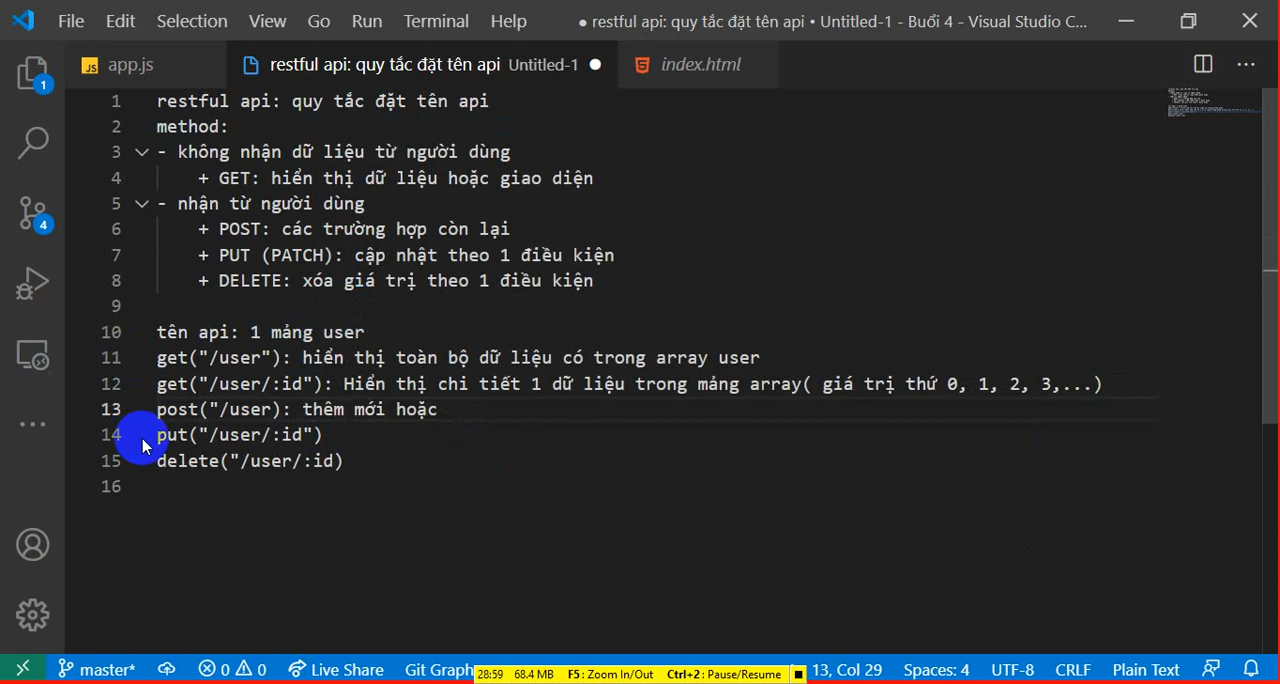 File Edit Selection View Go Run Terminal Help ● restful api: quy tắc đặt tên api • Untitled-1 - Buổi 4 - Visual Studio C...
JS app.js restful api: quy tắc đặt tên api Untitled-1 ● index.html
1 restful api: quy tắc đặt tên api
2 method:
3 - không nhận dữ liệu từ người dùng
4 + GET: hiển thị dữ liệu hoặc giao diện
5 - nhận từ người dùng
6 + POST: các trường hợp còn lại
7 + PUT (PATCH): cập nhật theo 1 điều kiện
8 + DELETE: xóa giá trị theo 1 điều kiện
9
10 tên api: 1 mảng user
11 get("/user"): hiển thị toàn bộ dữ liệu có trong array user
12 get("/user/:id"): Hiển thị chi tiết 1 dữ liệu trong mảng array( giá trị thứ 0, 1, 2, 3,...)
13 post("/user): thêm mới hoặc
14 put("/user/:id")
15 delete("/user/:id)
16
1
4
master* 0 0 Live Share Git Graph 13, Col 29 Spaces: 4 UTF-8 CRLF Plain Text
28:59 68.4 MB F5: Zoom In/Out Ctrl+2 : Pause/Resume